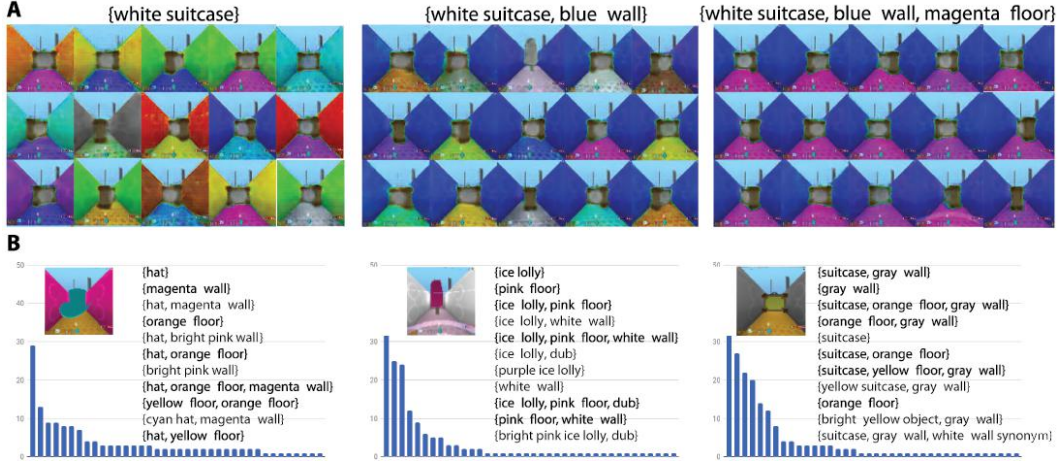 A
{white suitcase}
{white suitcase, blue wall}
{white suitcase, blue wall, magenta floor}
B
50
40
30
20
10
0
{hat}
{magenta wall}
{hat, magenta wall}
{orange floor}
{hat, bright pink wall}
{hat, orange floor}
{bright pink wall}
{hat, orange floor, magenta wall}
{yellow floor, orange floor}
{cyan hat, magenta wall}
{hat, yellow floor}
50
40
30
20
10
0
{ice lolly}
{pink floor}
{ice lolly, pink floor}
{ice lolly, white wall}
{ice lolly, pink floor, white wall}
{ice lolly, dub}
{purple ice lolly}
{white wall}
{ice lolly, pink floor, dub}
{pink floor, white wall}
{bright pink ice lolly, dub}
50
40
30
20
10
0
{suitcase, gray wall}
{gray wall}
{suitcase, orange floor, gray wall}
{orange floor, gray wall}
{suitcase}
{suitcase, orange floor}
{suitcase, yellow floor, gray wall}
{yellow suitcase, gray wall}
{orange floor}
{bright yellow object, gray wall}
{suitcase, gray wall, white wall synonym}